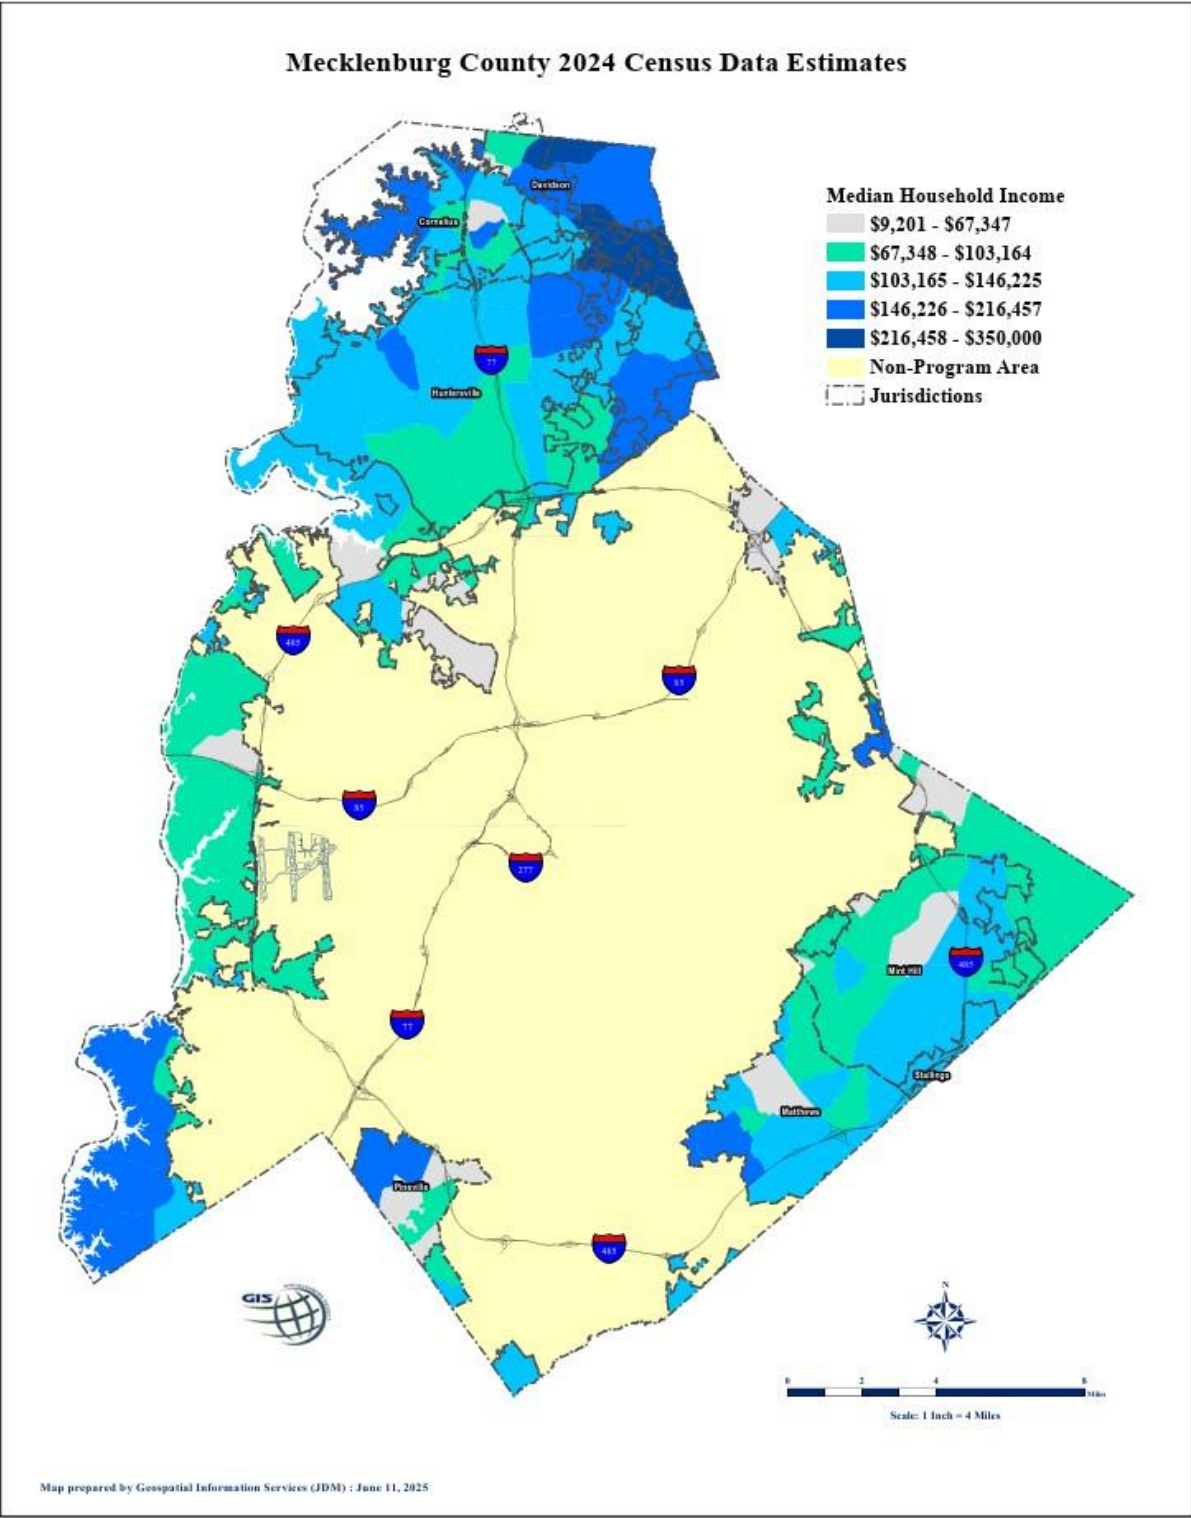 Mecklenburg County 2024 Census Data Estimates
Davidson
Cornelius
Median Household Income
$9,201 - $67,347
$67,348 - $103,164
$103,165 - $146,225
$146,226 - $216,457
$216,458 - $350,000
Non-Program Area
Jurisdictions
77
Huntersville
485
85
85
277
Mint Hill
485
77
Stallings
Matthews
Pineville
485
GIS
N
0 2 4 8
Miles
Scale: 1 Inch = 4 Miles
Map prepared by Geospatial Information Services (JDM) : June 11, 2025